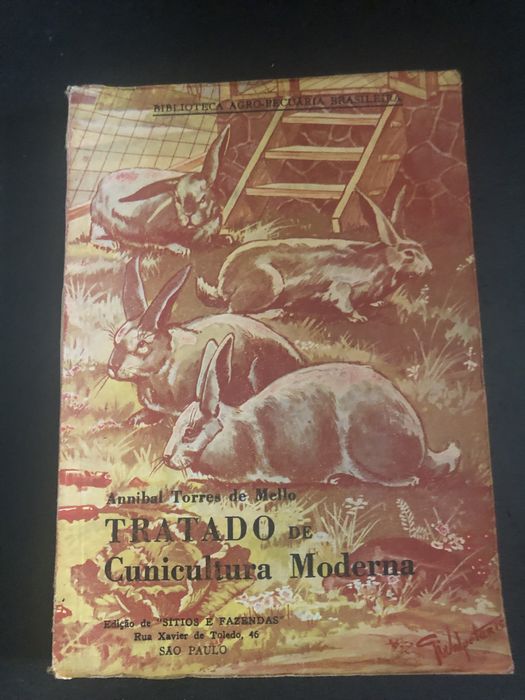 BIBLIOTECA AGRO-PECUÁRIA BRASILEIRA
Annibal Torres de Mello
TRATADO DE
Cunicultura Moderna
Edição de "SÍTIOS E FAZENDAS"
Rua Xavier de Toledo, 46
SÃO PAULO